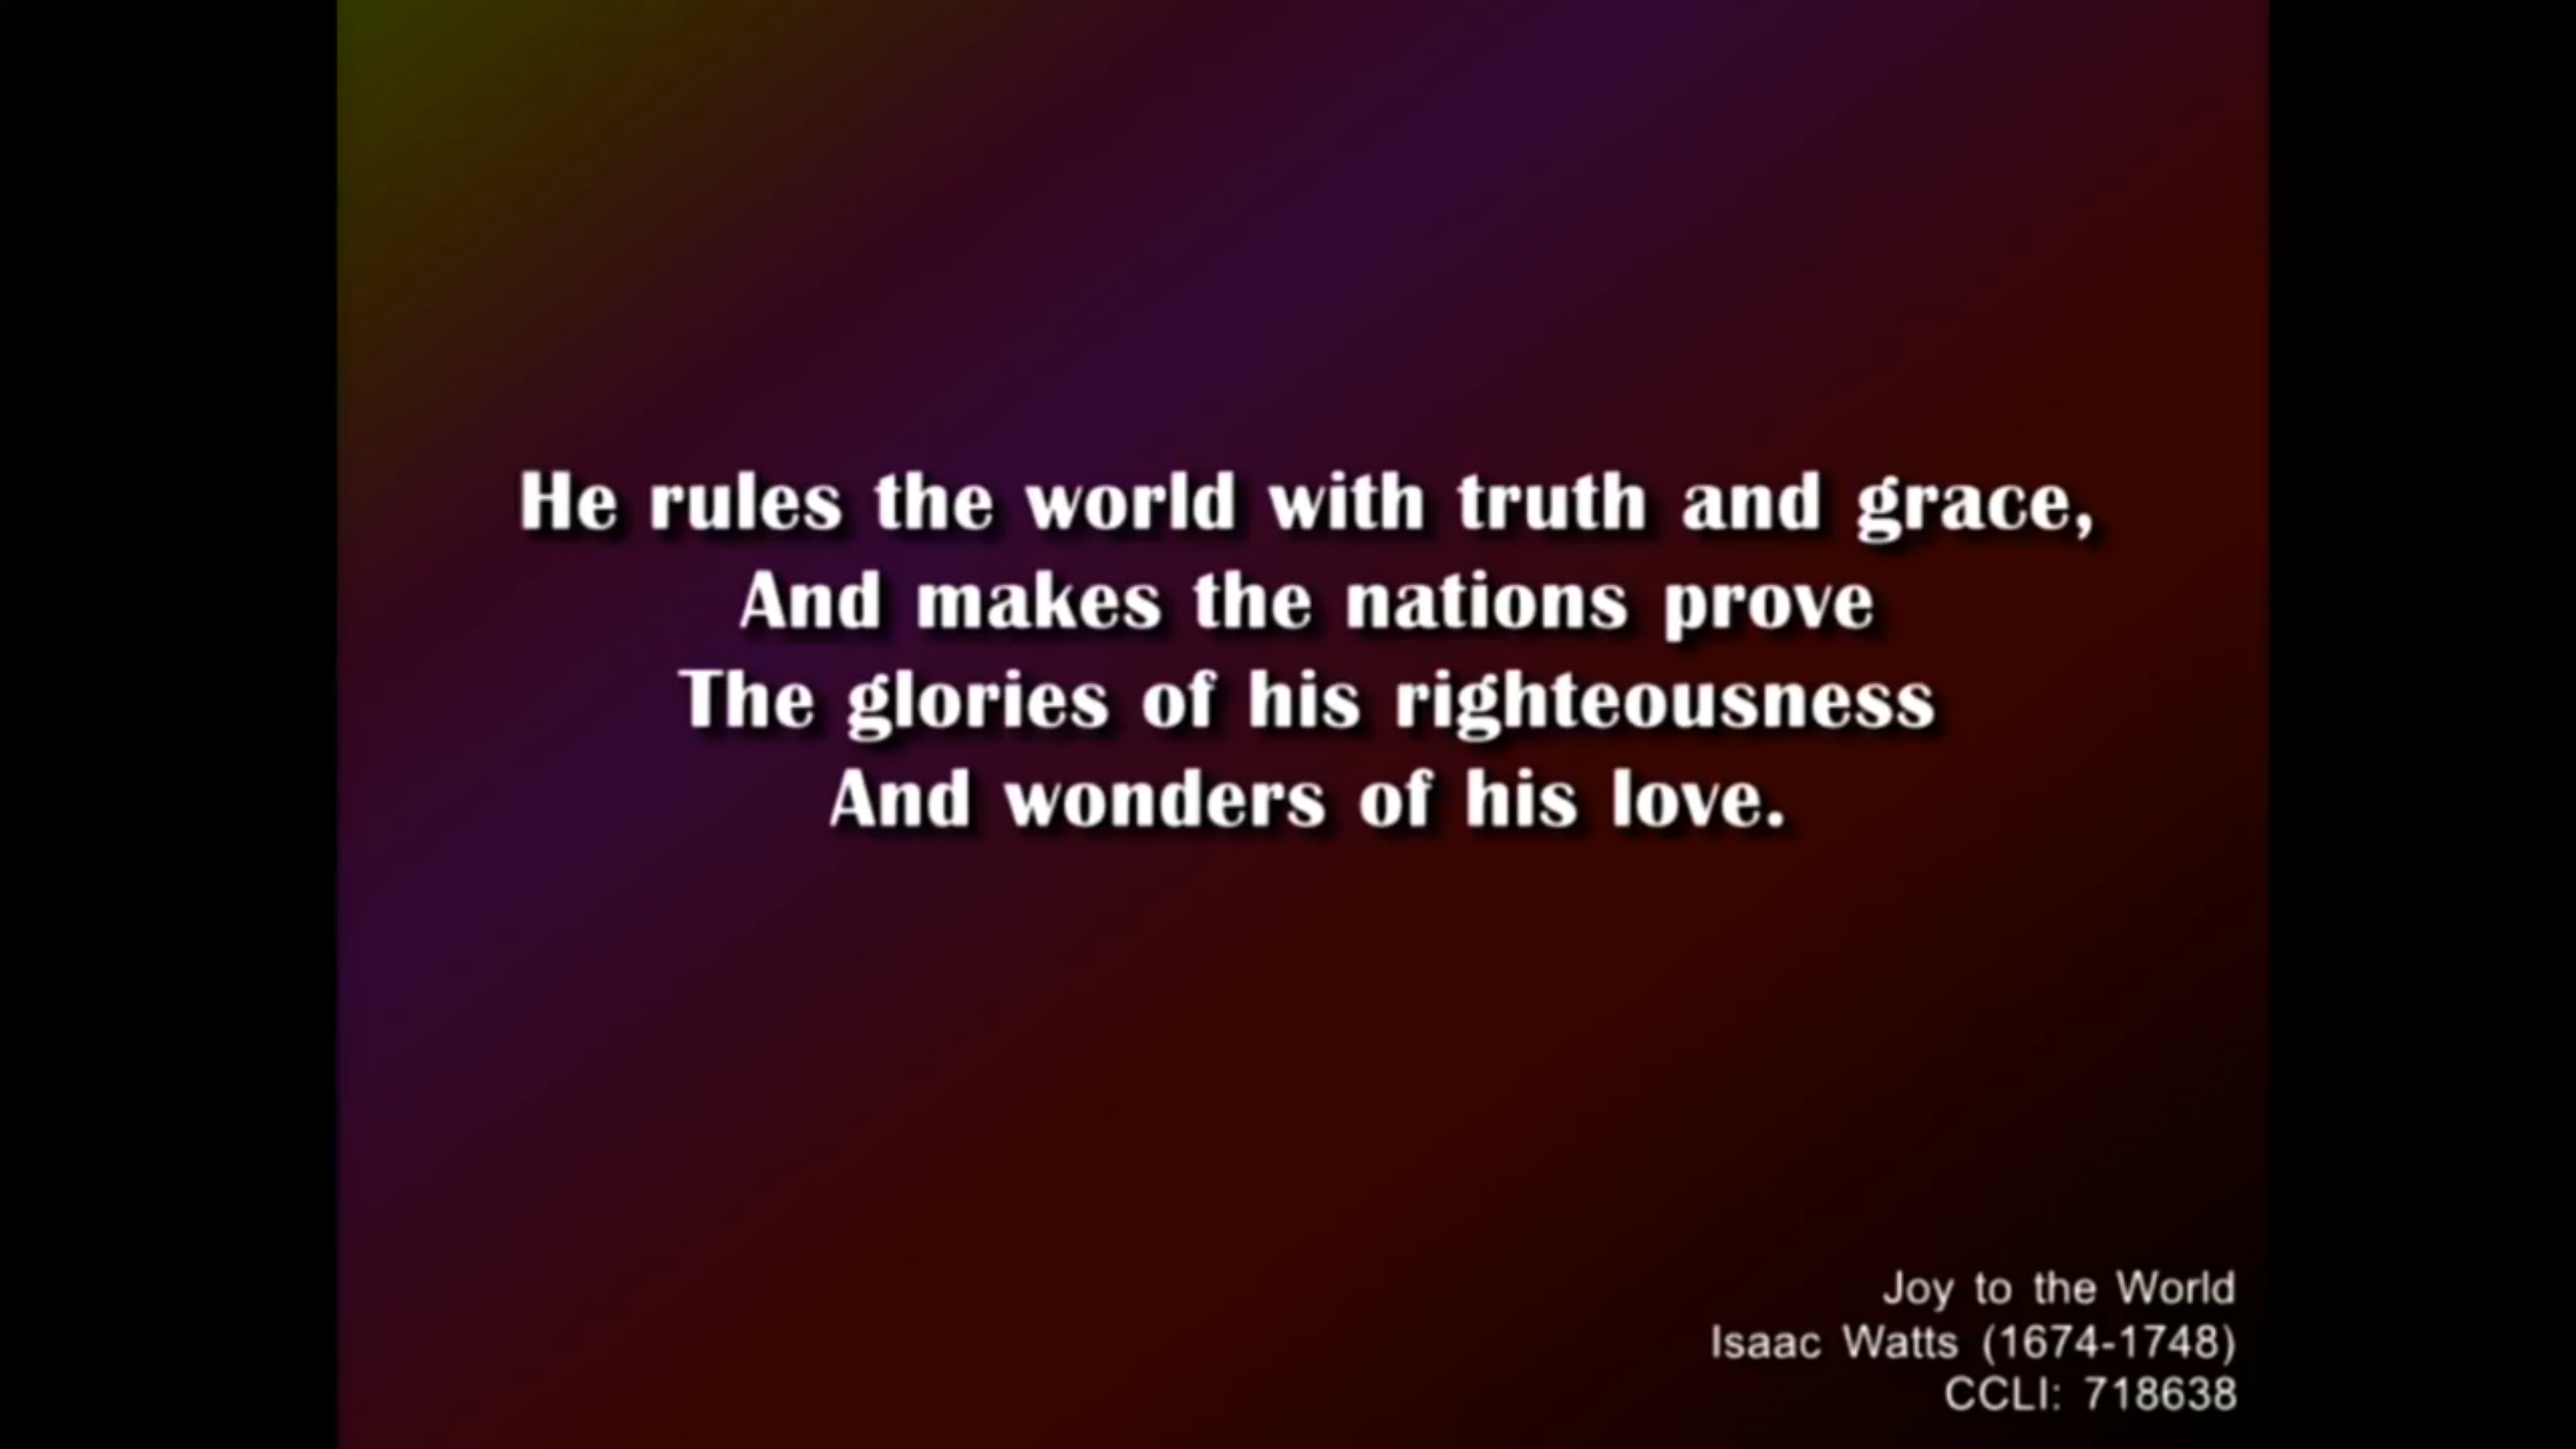 He rules the world with truth and grace,
And makes the nations prove
The glories of his righteousness
And wonders of his love.
Joy to the World
Isaac Watts (1674-1748)
CCLI: 718638